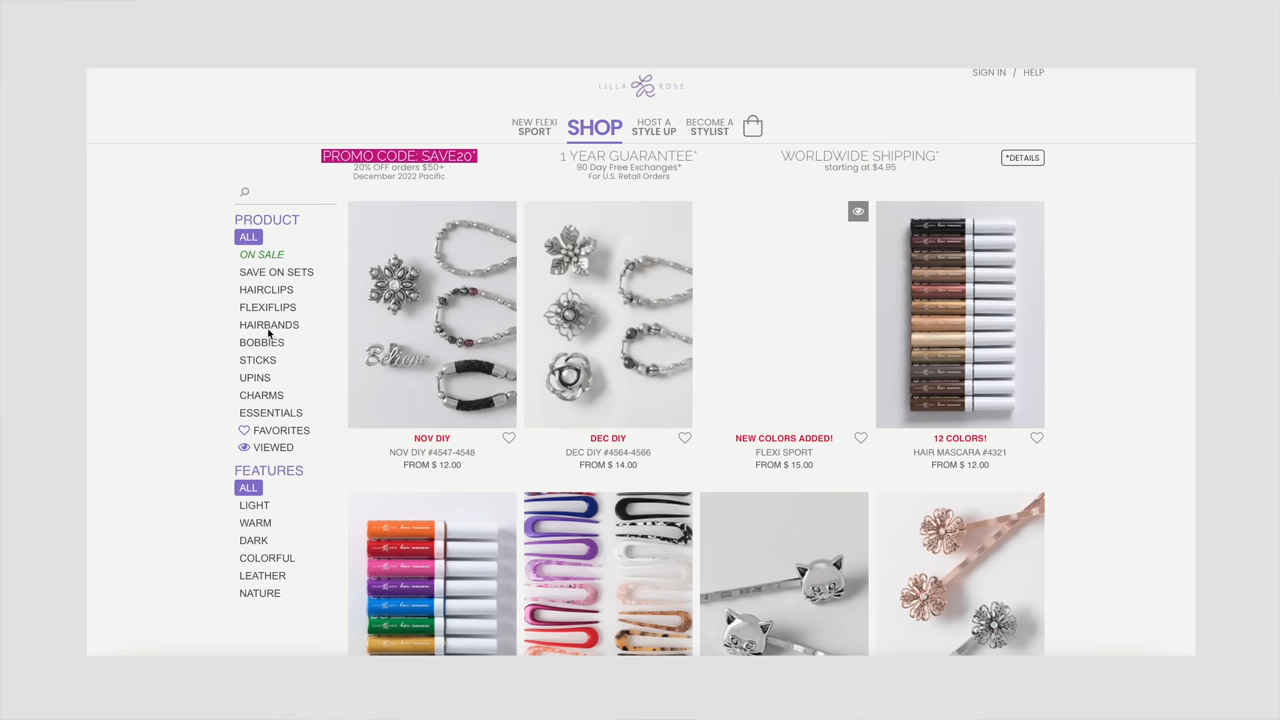 SIGN IN / HELP
LILLA ROSE
NEW FLEXI
SPORT
SHOP
HOST A
STYLE UP
BECOME A
STYLIST
PROMO CODE: SAVE20*
20% OFF orders $50+
December 2022 Pacific
1 YEAR GUARANTEE*
90 Day Free Exchanges*
For U.S. Retail Orders
WORLDWIDE SHIPPING*
starting at $4.95
*DETAILS
PRODUCT
ALL
ON SALE
SAVE ON SETS
HAIRCLIPS
FLEXIFLIPS
HAIRBANDS
BOBBIES
STICKS
UPINS
CHARMS
ESSENTIALS
FAVORITES
VIEWED
FEATURES
ALL
LIGHT
WARM
DARK
COLORFUL
LEATHER
NATURE
Believe
NOV DIY
NOV DIY #4547-4548
FROM $ 12.00
DEC DIY
DEC DIY #4564-4566
FROM $ 14.00
NEW COLORS ADDED!
FLEXI SPORT
FROM $ 15.00
12 COLORS!
HAIR MASCARA #4321
FROM $ 12.00